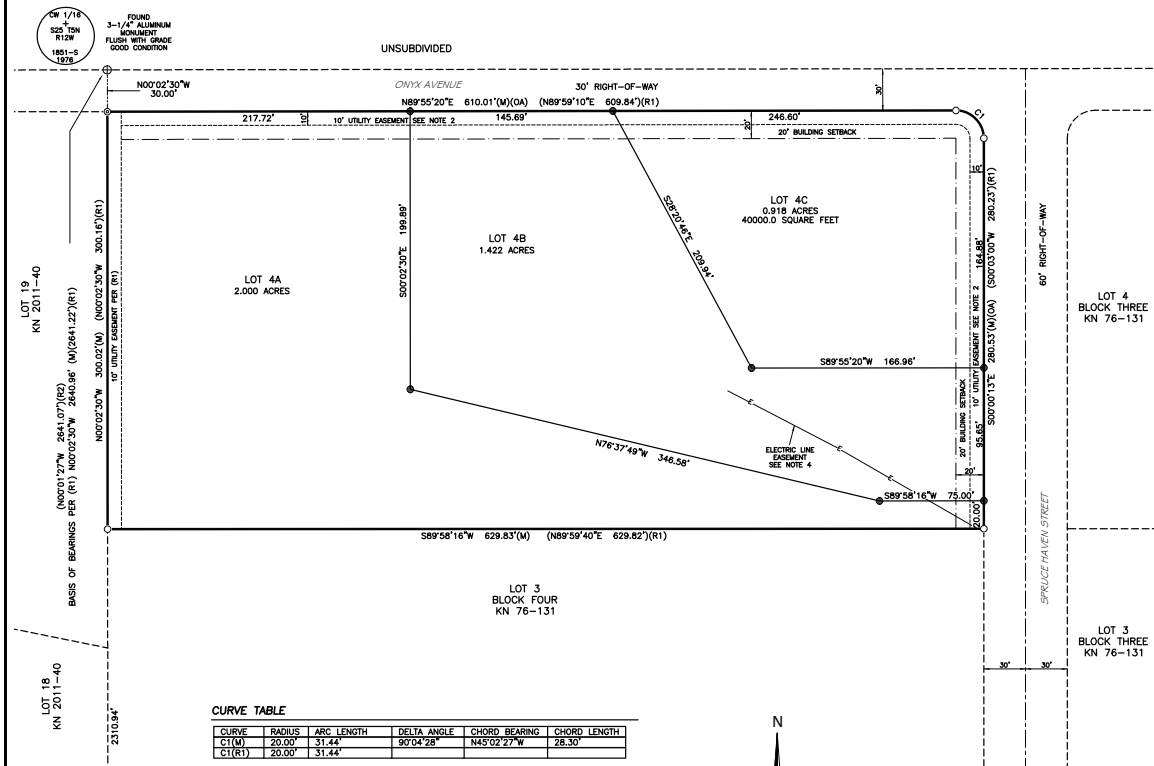 CW 1/16
S25 T5N
R12W
1851-S
1976
FOUND
3-1/4" ALUMINUM
MONUMENT
FLUSH WITH GRADE
GOOD CONDITION
UNSUBDIVIDED
N00°02'30"W
30.00'
ONYX AVENUE
30' RIGHT-OF-WAY
30'
N89°55'20"E 610.01'(M)(OA) (N89°59'10"E 609.84')(R1)
C1
217.72'
10'
10' UTILITY EASEMENT SEE NOTE 2
145.69'
246.60'
20'
20' BUILDING SETBACK
10'
LOT 4A
2.000 ACRES
LOT 4B
1.422 ACRES
LOT 4C
0.918 ACRES
40000.0 SQUARE FEET
S00°02'30"E 199.89'
S28°20'46"E 209.94'
S89°55'20"W 166.96'
N76°37'49"W 346.58'
ELECTRIC LINE
EASEMENT
SEE NOTE 4
E
E
E
S89°58'16"W 75.00'
20'
20.00'
20' BUILDING SETBACK
10' UTILITY EASEMENT SEE NOTE 2
164.88'
95.65'
S00°00'13"E 280.53'(M)(OA) (S00°03'00"W 280.23')(R1)
60' RIGHT-OF-WAY
SPRUCE HAVEN STREET
LOT 4
BLOCK THREE
KN 76-131
LOT 3
BLOCK THREE
KN 76-131
30'
30'
LOT 19
KN 2011-40
LOT 18
KN 2011-40
(N00°01'27"W 2641.07')(R2)
BASIS OF BEARINGS PER (R1) N00°02'30"W 2640.96' (M)(2641.22')(R1)
N00°02'30"W 300.02'(M) (N00°02'30"W 300.16')(R1)
10' UTILITY EASEMENT PER (R1)
S89°58'16"W 629.83'(M) (N89°59'40"E 629.82')(R1)
LOT 3
BLOCK FOUR
KN 76-131
2310.94'
CURVE TABLE
CURVE RADIUS ARC LENGTH DELTA ANGLE CHORD BEARING CHORD LENGTH
C1(M) 20.00' 31.44' 90°04'28" N45°02'27"W 28.30'
C1(R1) 20.00' 31.44'
N